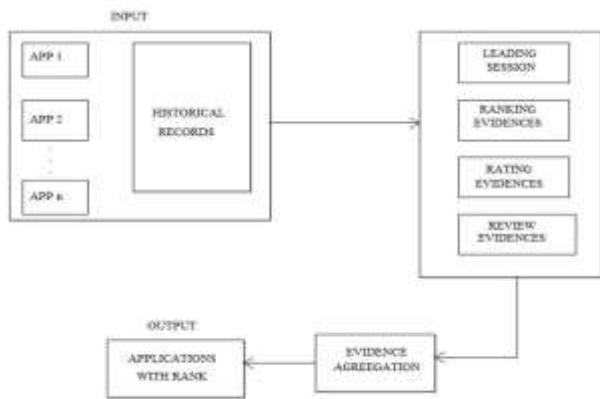 INPUT
APP 1
APP 2
APP n
HISTORICAL
RECORDS
LEADING
SESSION
RANKING
EVIDENCES
RATING
EVIDENCES
REVIEW
EVIDENCES
OUTPUT
APPLICATIONS
WITH RANK
EVIDENCE
AGREEGATION